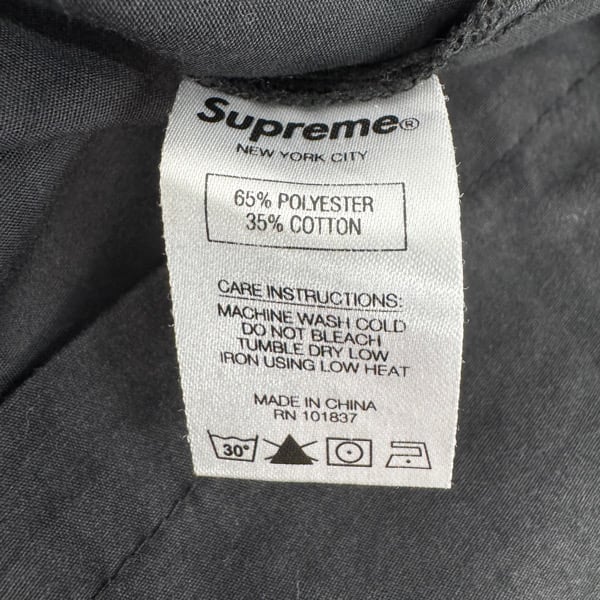 Supreme®
NEW YORK CITY
65% POLYESTER
35% COTTON
CARE INSTRUCTIONS:
MACHINE WASH COLD
DO NOT BLEACH
TUMBLE DRY LOW
IRON USING LOW HEAT
MADE IN CHINA
RN 101837
30°